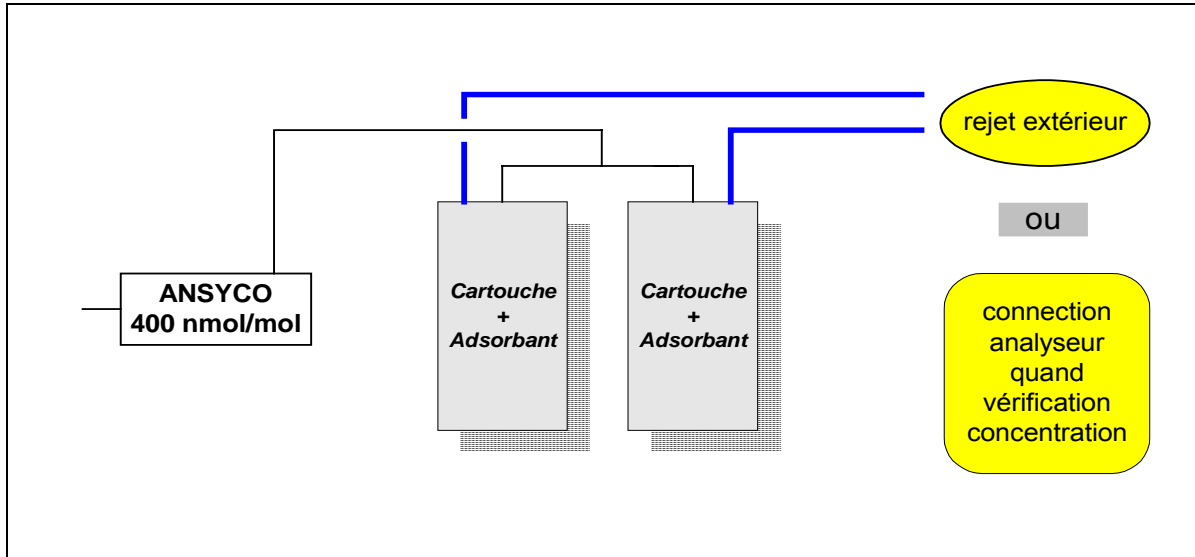 rejet extérieur
ou
ANSYCO
400 nmol/mol
Cartouche
+
Adsorbant
Cartouche
+
Adsorbant
connection
analyseur
quand
vérification
concentration